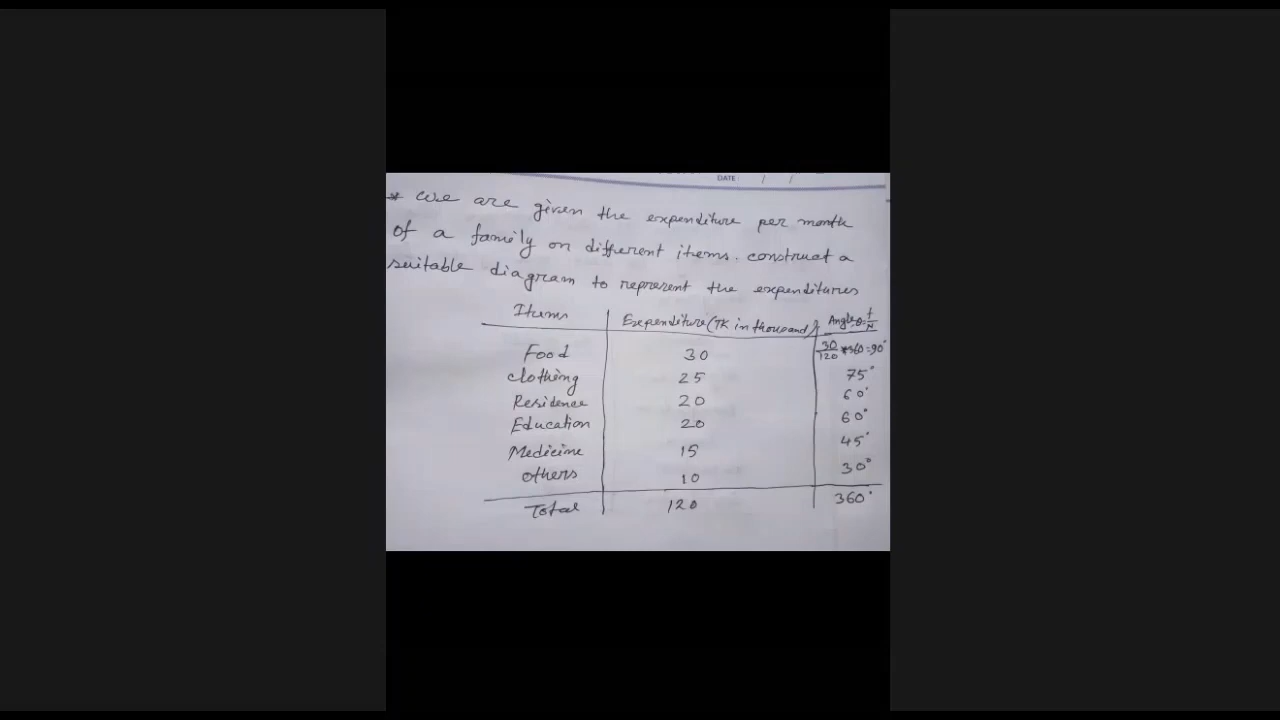 DATE: / /
* We are given the expenditure per month
of a family on different items. construct a
suitable diagram to represent the expenditures
Items Expenditure (TK in thousand) Angle θ = f/N
Food 30 30/120 * 360 = 90°
clothing 25 75°
Residence 20 60°
Education 20 60°
Medicine 15 45°
others 10 30°
Total 120 360°